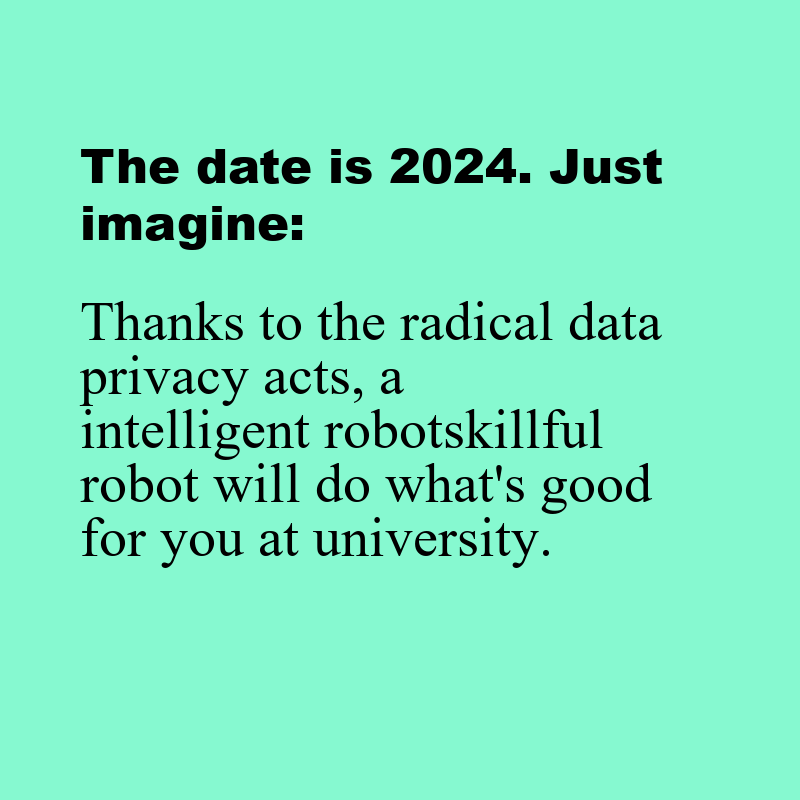 The date is 2024. Just
imagine:
Thanks to the radical data
privacy acts, a
intelligent robotskillful
robot will do what's good
for you at university.